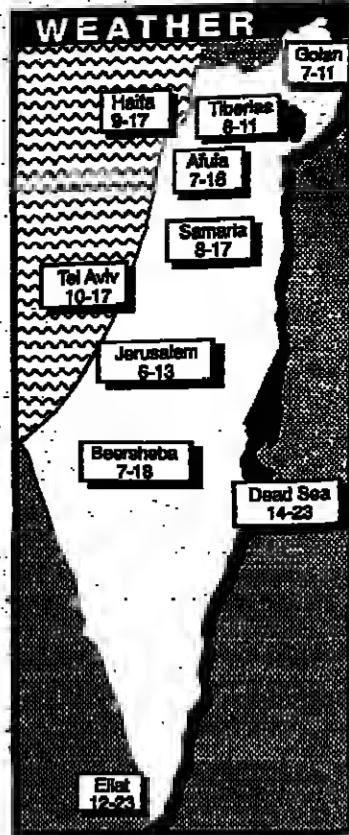 WEATHER
Golan
7-11
Haifa
9-17
Tiberias
8-11
Afula
7-16
Samaria
8-17
Tel Aviv
10-17
Jerusalem
6-13
Beersheba
7-18
Dead Sea
14-23
Eilat
12-23